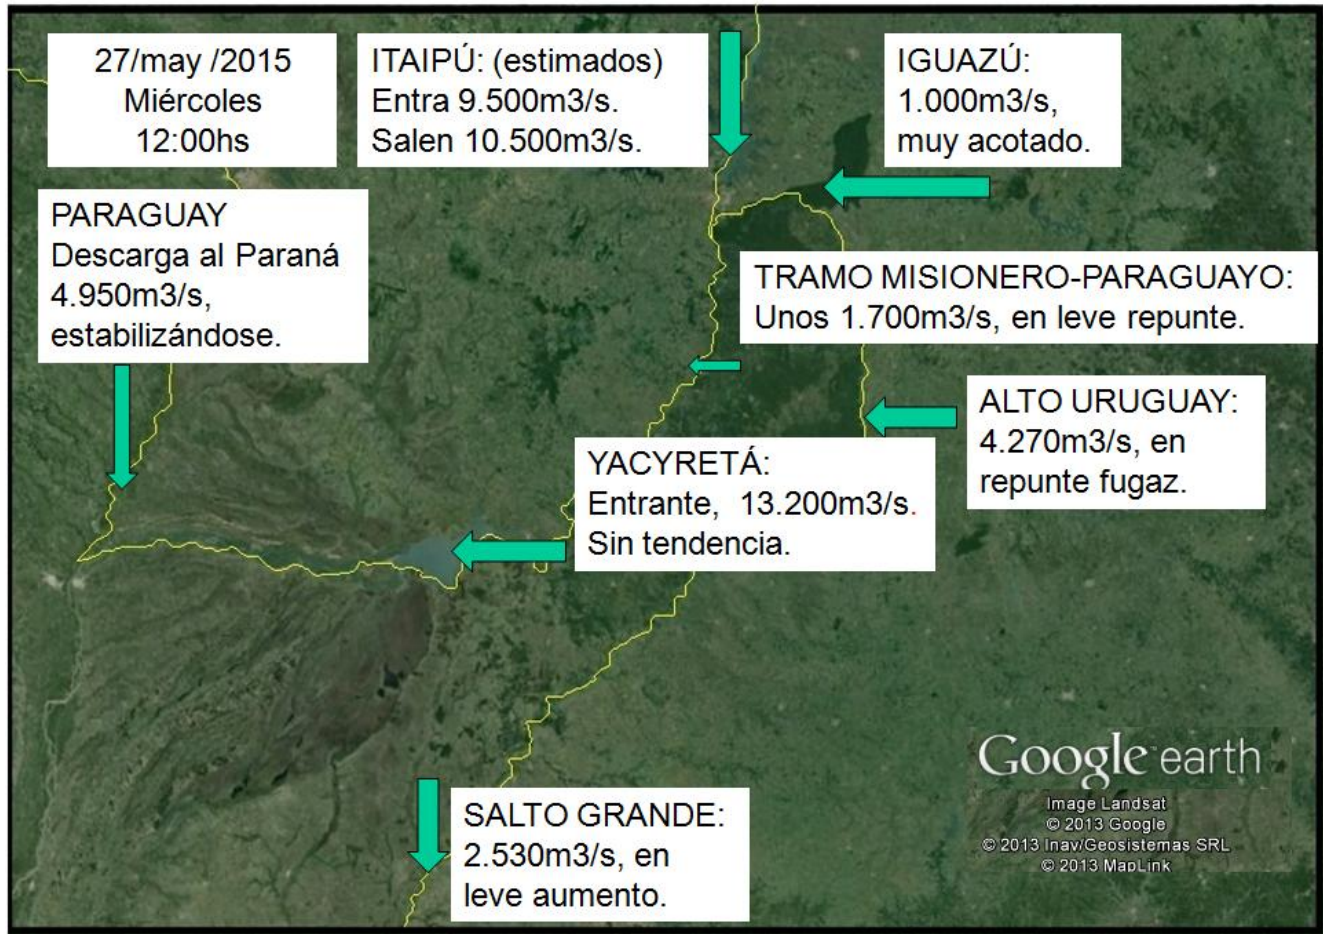 27/may /2015
Miércoles
12:00hs
ITAIPÚ: (estimados)
Entra 9.500m3/s.
Salen 10.500m3/s.
IGUAZÚ:
1.000m3/s,
muy acotado.
PARAGUAY
Descarga al Paraná
4.950m3/s,
estabilizándose.
TRAMO MISIONERO-PARAGUAYO:
Unos 1.700m3/s, en leve repunte.
ALTO URUGUAY:
4.270m3/s, en
repunte fugaz.
YACYRETÁ:
Entrante, 13.200m3/s.
Sin tendencia.
SALTO GRANDE:
2.530m3/s, en
leve aumento.
Google earth
Image Landsat
© 2013 Google
© 2013 Inav/Geosistemas SRL
© 2013 MapLink